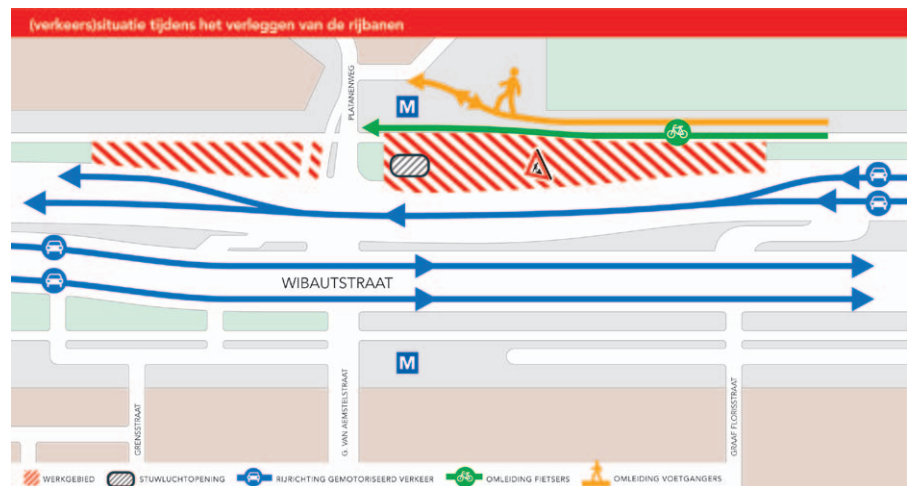 (verkeers)situatie tijdens het verleggen van de rijbanen
PLATANENWEG
M
WIBAUTSTRAAT
M
GRENSSTRAAT
G. VAN AEMSTELSTRAAT
GRAAF FLORISSTRAAT
WERKGEBIED
STUWLUCHTOPENING
RIJRICHTING GEMOTORISEERD VERKEER
OMLEIDING FIETSERS
OMLEIDING VOETGANGERS